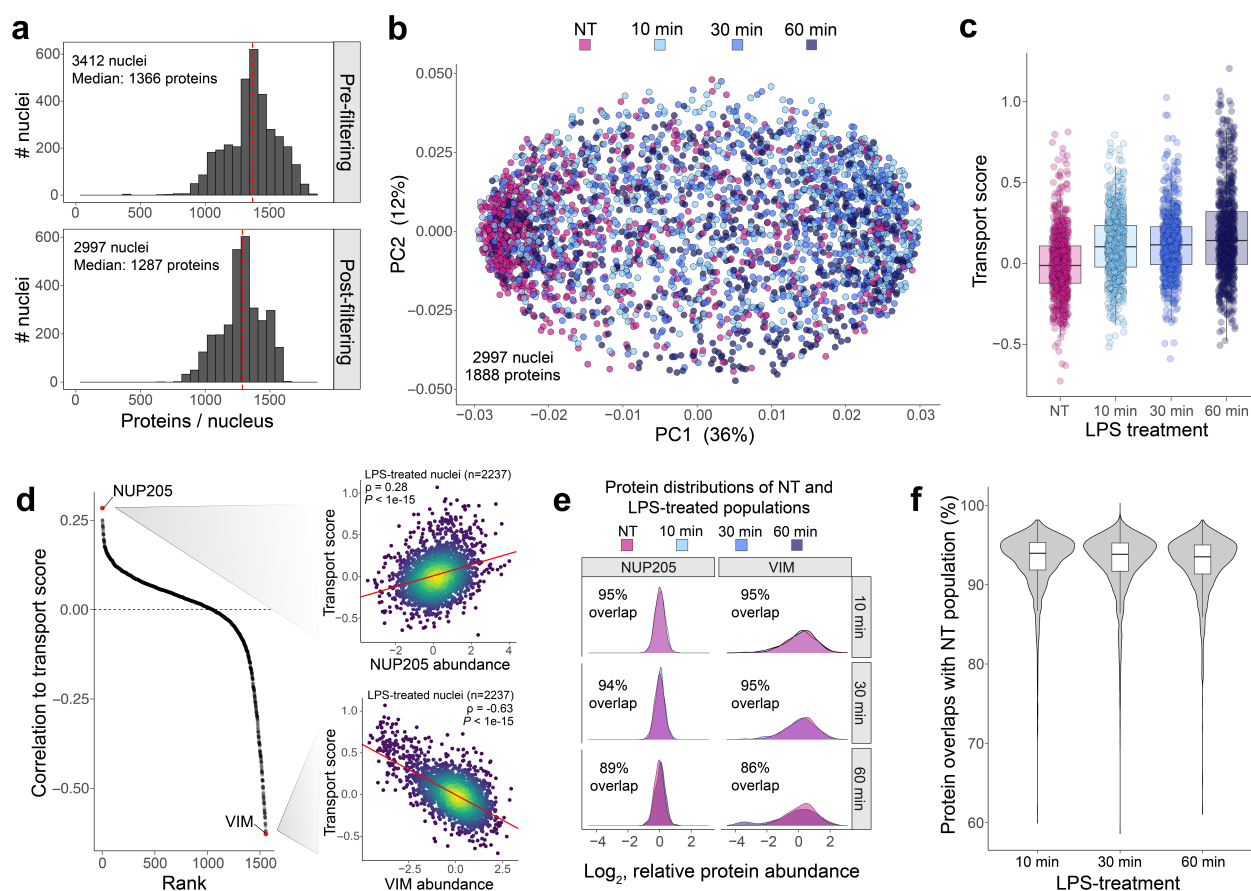 a
3412 nuclei
Median: 1366 proteins
# nuclei
600
400
200
0
0 500 1000 1500
Pre-filtering
2997 nuclei
Median: 1287 proteins
# nuclei
600
400
200
0
0 500 1000 1500
Post-filtering
Proteins / nucleus
b
NT 10 min 30 min 60 min
PC2 (12%)
0.050
0.025
0.000
−0.025
−0.050
2997 nuclei
1888 proteins
−0.03 −0.02 −0.01 0.00 0.01 0.02 0.03
PC1 (36%)
c
Transport score
1.0
0.5
0.0
−0.5
NT 10 min 30 min 60 min
LPS treatment
d
Correlation to transport score
NUP205
0.25
0.00
−0.25
−0.50
VIM
0 500 1000 1500
Rank
LPS-treated nuclei (n=2237)
ρ = 0.28
P < 1e-15
Transport score
1.0
0.5
0.0
−0.5
−2 0 2 4
NUP205 abundance
LPS-treated nuclei (n=2237)
ρ = -0.63
P < 1e-15
Transport score
1.0
0.5
0.0
−0.5
−2.5 0.0 2.5
VIM abundance
e
Protein distributions of NT and
LPS-treated populations
NT 10 min 30 min 60 min
NUP205 VIM
95%
overlap
95%
overlap
10 min
94%
overlap
95%
overlap
30 min
89%
overlap
86%
overlap
60 min
−4 −2 0 2 −4 −2 0 2
Log2, relative protein abundance
f
Protein overlaps with NT population (%)
100
90
80
70
60
10 min 30 min 60 min
LPS-treatment